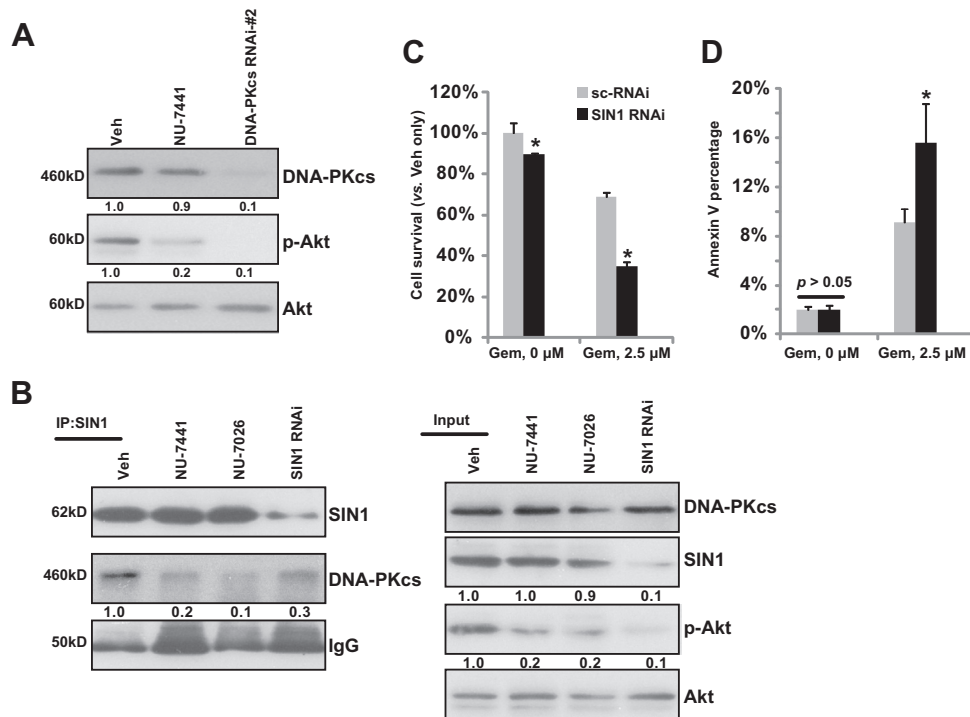 A
Veh
NU-7441
DNA-PKcs RNAi-#2
460kD
DNA-PKcs
1.0 0.9 0.1
60kD
p-Akt
1.0 0.2 0.1
60kD
Akt
C
Cell survival (vs. Veh only)
120%
100%
80%
60%
40%
20%
0%
sc-RNAi
SIN1 RNAi
*
*
Gem, 0 µM
Gem, 2.5 µM
D
Annexin V percentage
20%
16%
12%
8%
4%
0%
p > 0.05
*
Gem, 0 µM
Gem, 2.5 µM
B
IP:SIN1
Veh
NU-7441
NU-7026
SIN1 RNAi
62kD
SIN1
460kD
DNA-PKcs
1.0 0.2 0.1 0.3
50kD
IgG
Input
Veh
NU-7441
NU-7026
SIN1 RNAi
DNA-PKcs
SIN1
1.0 1.0 0.9 0.1
p-Akt
1.0 0.2 0.2 0.1
Akt